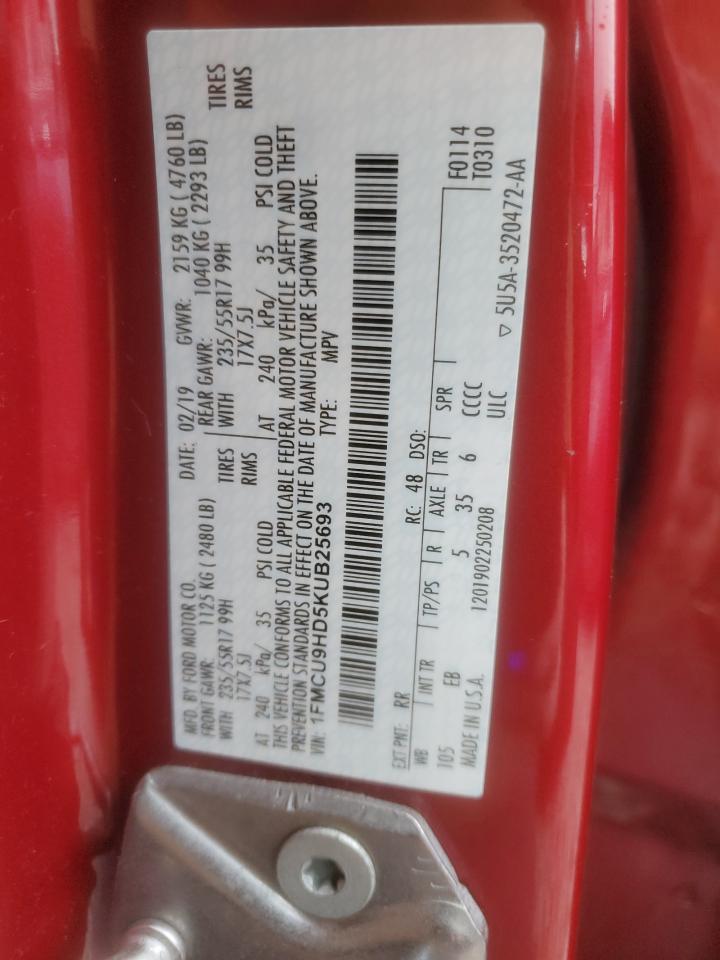 MFD. BY FORD MOTOR CO. DATE: 02/19 GVWR: 2159 KG ( 4760 LB)
FRONT GAWR: 1125 KG ( 2480 LB) REAR GAWR: 1040 KG ( 2293 LB)
WITH 235/55R17 99H TIRES WITH 235/55R17 99H TIRES
17X7.5J RIMS 17X7.5J RIMS
AT 240 kPa/ 35 PSI COLD AT 240 kPa/ 35 PSI COLD
THIS VEHICLE CONFORMS TO ALL APPLICABLE FEDERAL MOTOR VEHICLE SAFETY AND THEFT
PREVENTION STANDARDS IN EFFECT ON THE DATE OF MANUFACTURE SHOWN ABOVE.
VIN: 1FMCU9HD5KUB25693 TYPE: MPV
EXT PNT: RR RC: 48 DSO: F0114
WB INT TR TP/PS R AXLE TR SPR T0310
105 EB 5 35 6 CCCC
MADE IN U.S.A. 1201902250208 ULC
▽ 5U5A-3520472-AA